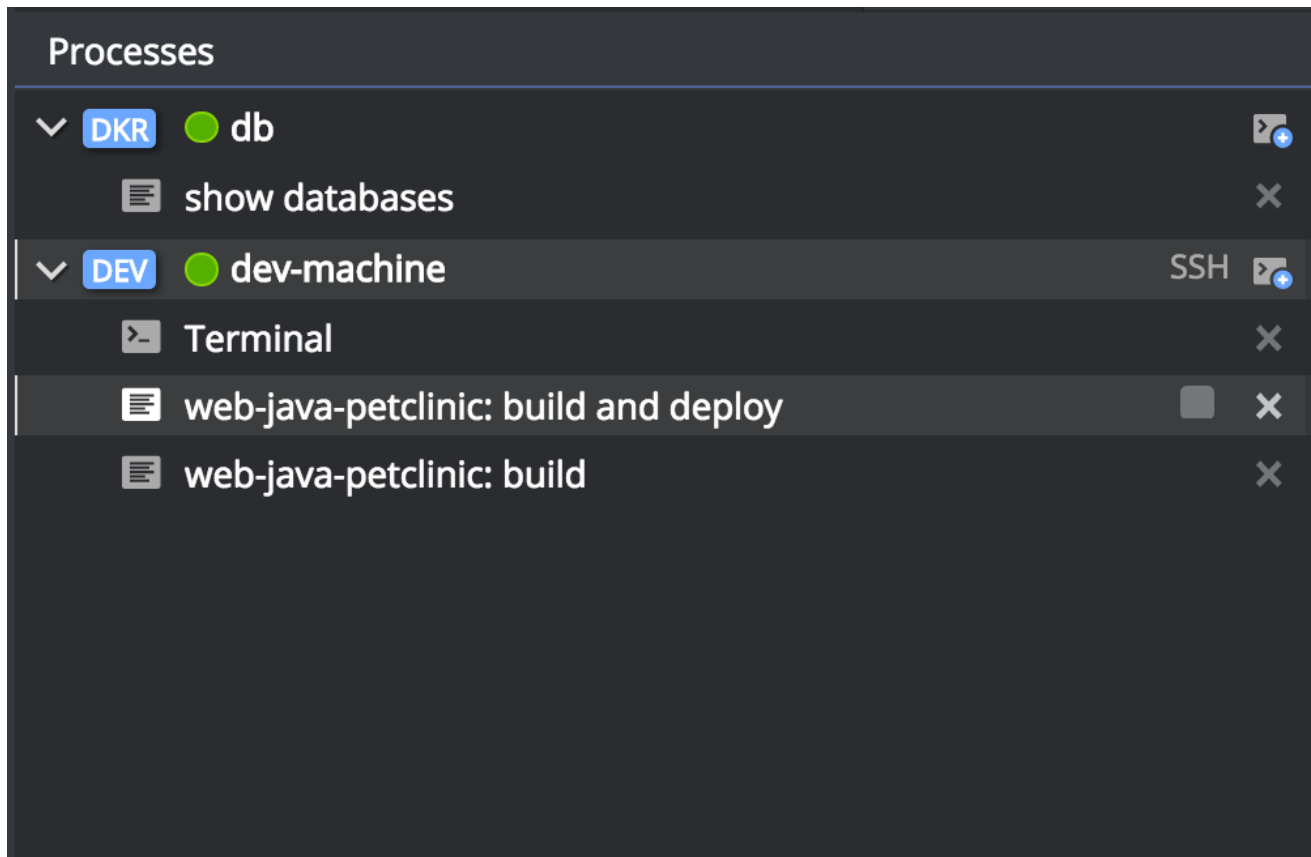 Processes
DKR db
show databases
DEV dev-machine SSH
Terminal
web-java-petclinic: build and deploy
web-java-petclinic: build